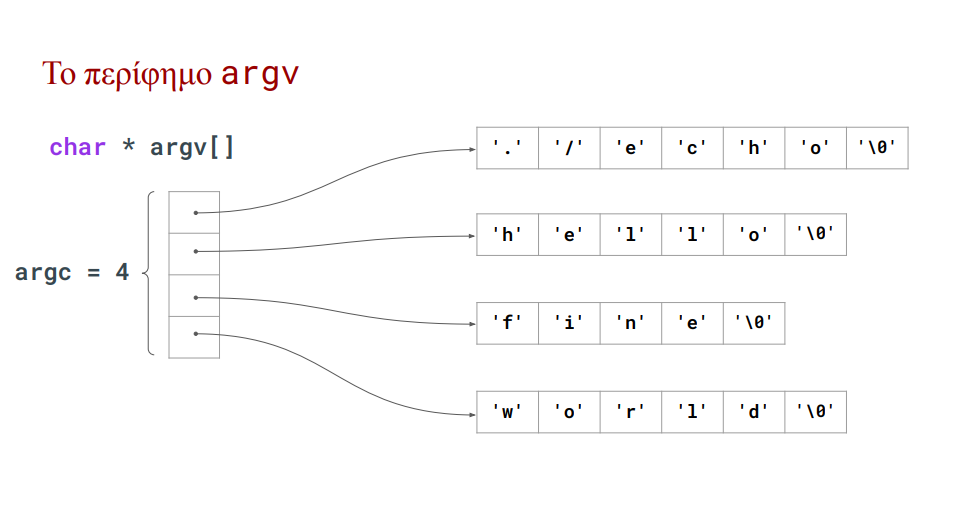 Το περίφημο argv
char * argv[]
'.' '/' 'e' 'c' 'h' 'o' '\0'
'h' 'e' 'l' 'l' 'o' '\0'
argc = 4
'f' 'i' 'n' 'e' '\0'
'w' 'o' 'r' 'l' 'd' '\0'